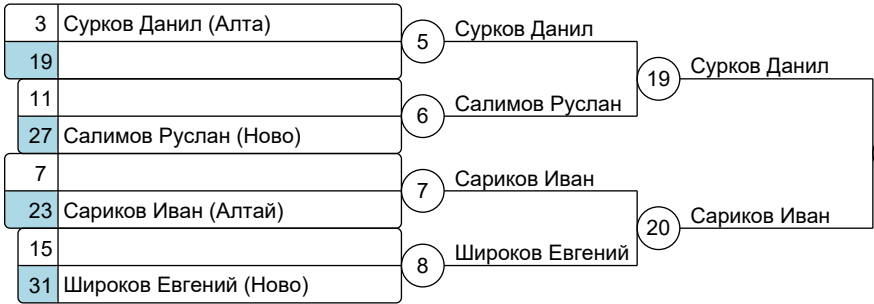 3 Сурков Данил (Алта)
19
11
27 Салимов Руслан (Ново)
7
23 Сариков Иван (Алтай)
15
31 Широков Евгений (Ново)
5 Сурков Данил
6 Салимов Руслан
7 Сариков Иван
8 Широков Евгений
19 Сурков Данил
20 Сариков Иван